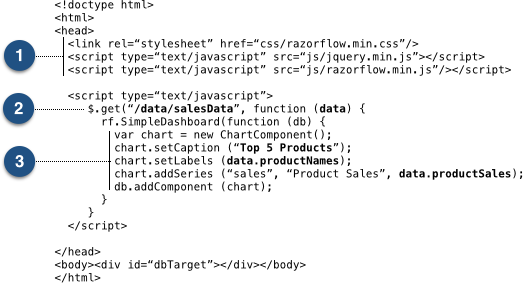 <!doctype html>
<html>
<head>
1
<link rel=“stylesheet” href=“css/razorflow.min.css”/>
<script type=“text/javascript” src=“js/jquery.min.js”></script>
<script type=“text/javascript” src=“js/razorflow.min.js”/></script>
<script type=“text/javascript”>
2
$.get(“/data/salesData”, function (data) {
rf.SimpleDashboard(function (db) {
var chart = new ChartComponent();
chart.setCaption (“Top 5 Products”);
3
chart.setLabels (data.productNames);
chart.addSeries (“sales”, “Product Sales”, data.productSales);
db.addComponent (chart);
}
}
</script>
</head>
<body><div id=“dbTarget”></div></body>
</html>